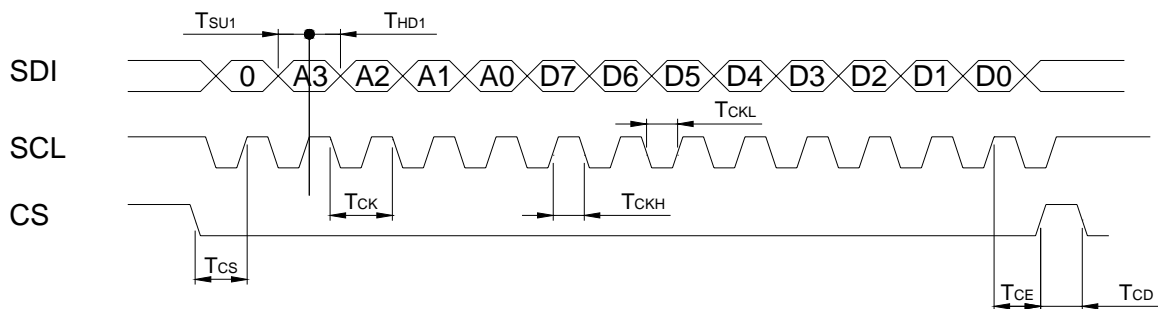 TSU1 THD1
SDI 0 A3 A2 A1 A0 D7 D6 D5 D4 D3 D2 D1 D0
TCKL
SCL
TCK TCKH
CS
TCS TCE TCD